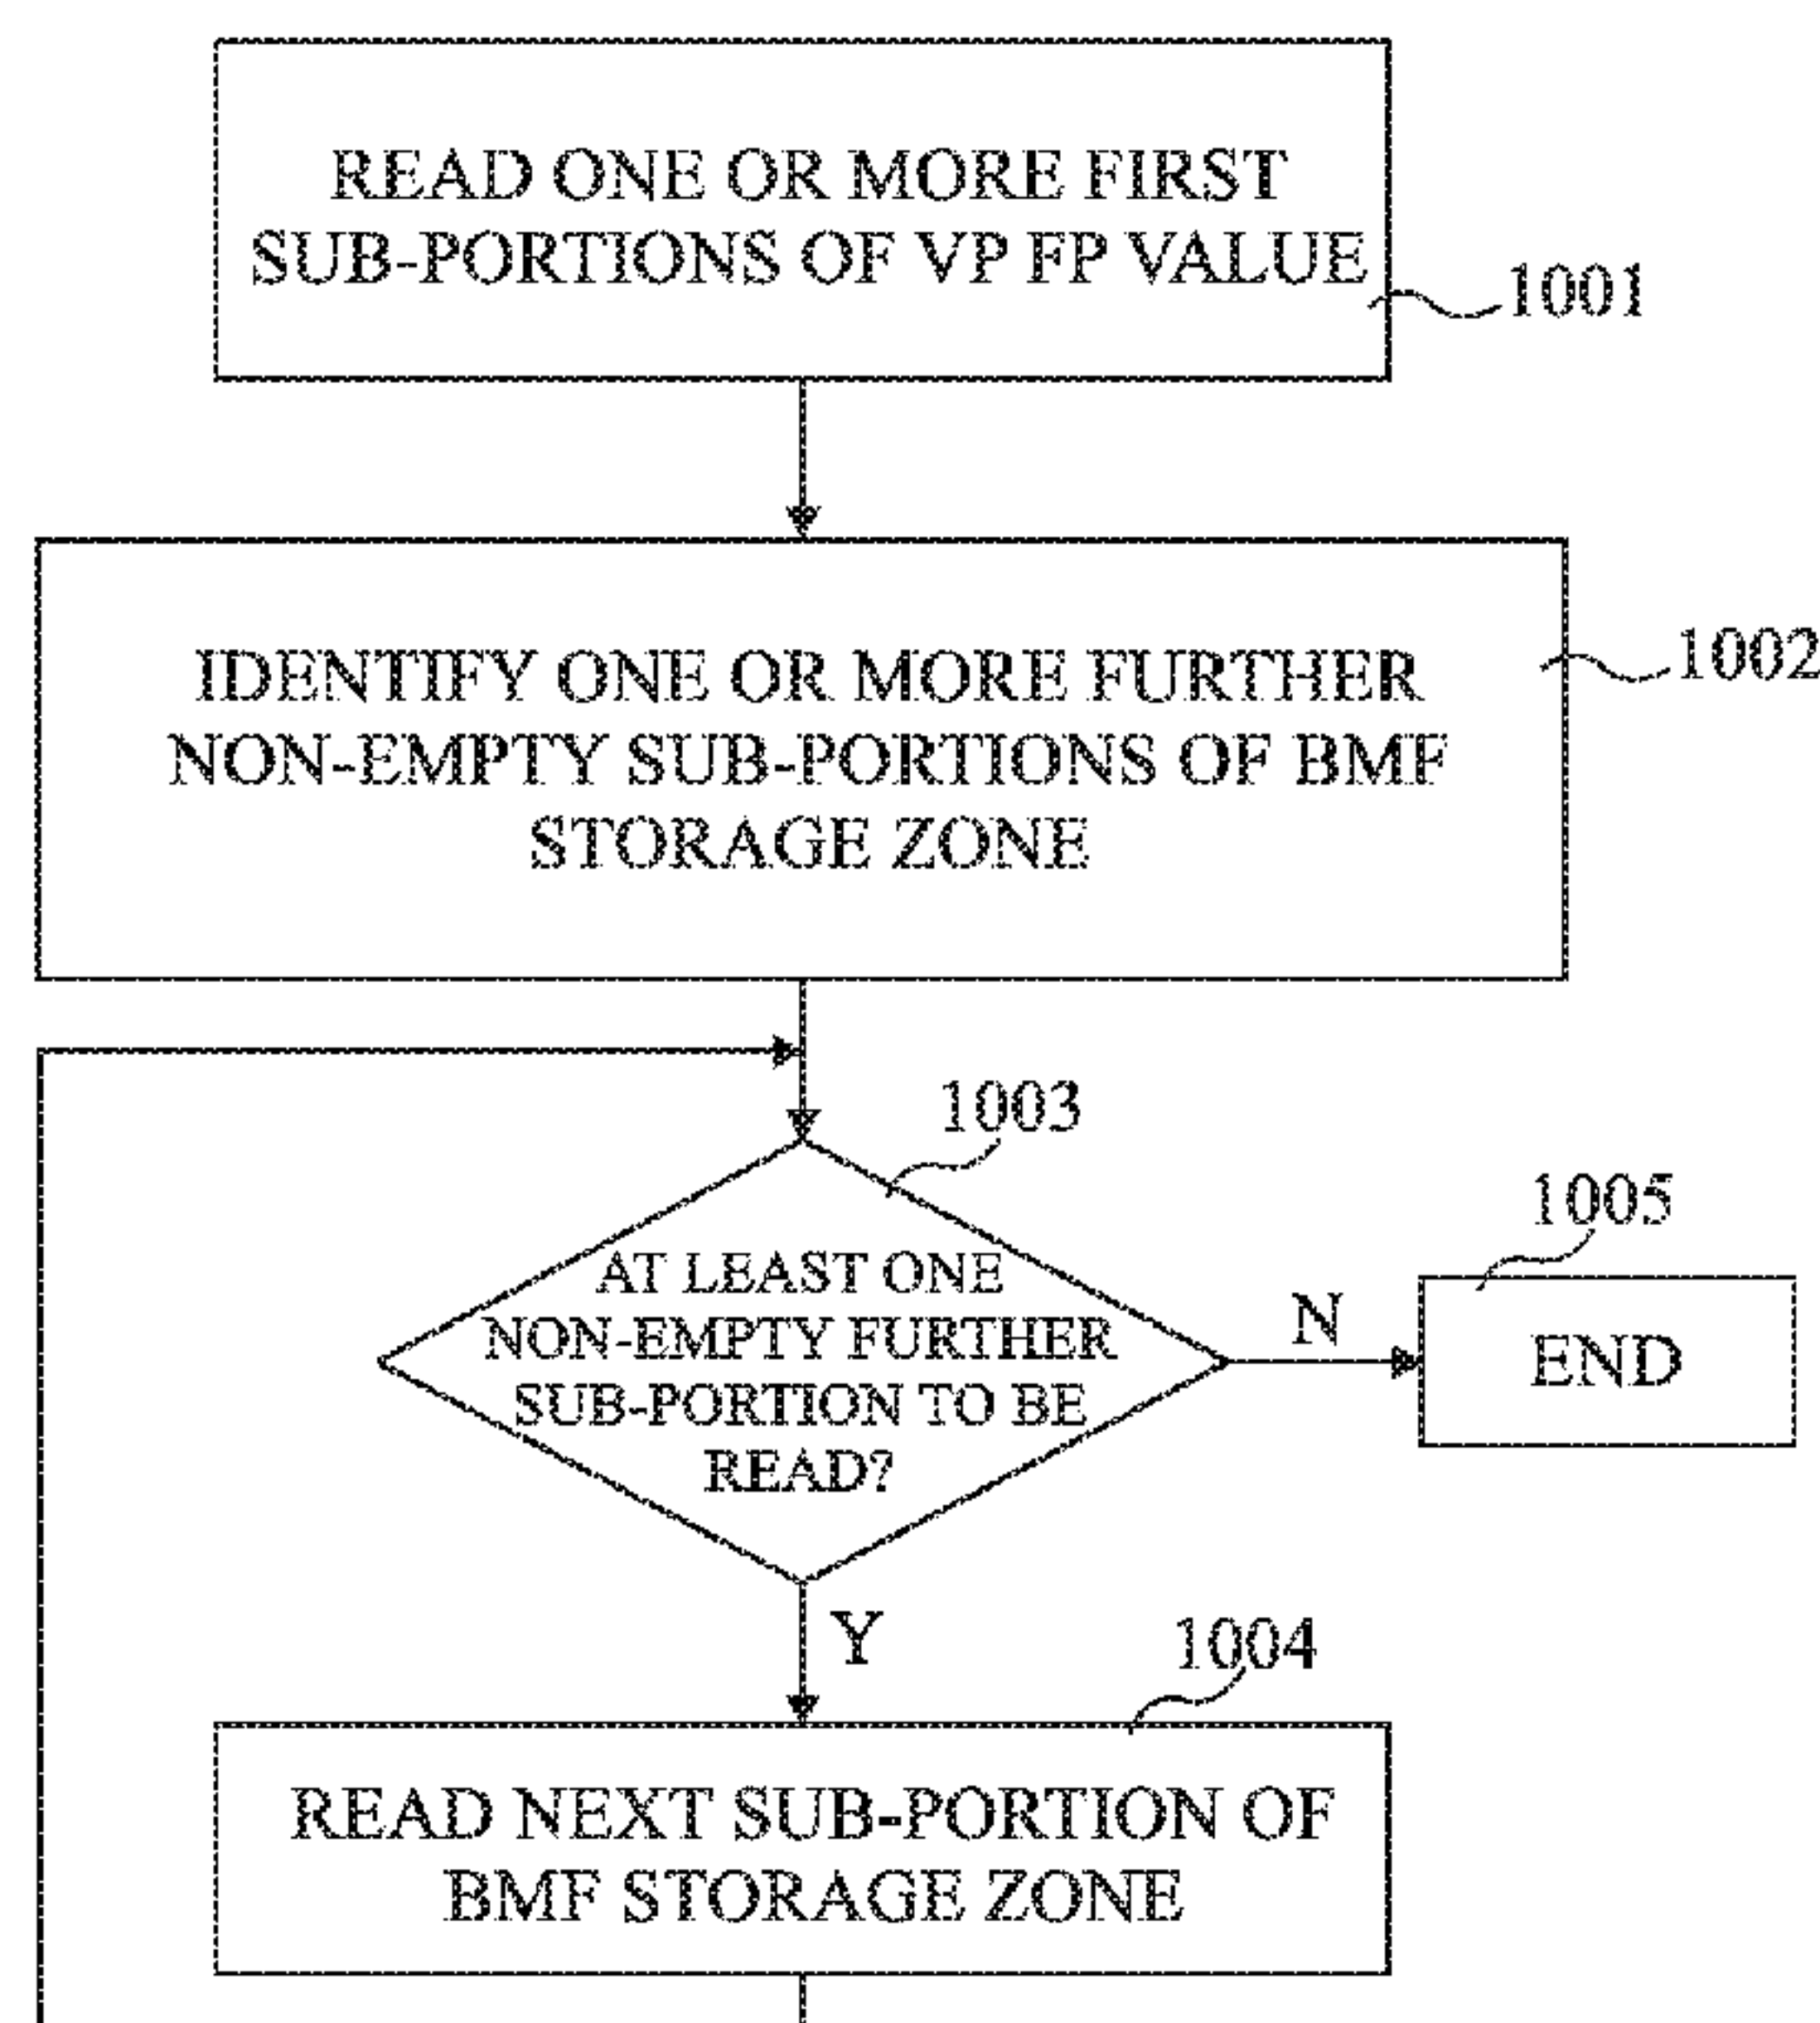 READ ONE OR MORE FIRST
SUB-PORTIONS OF VP FP VALUE
1001
IDENTIFY ONE OR MORE FURTHER
NON-EMPTY SUB-PORTIONS OF BMF
STORAGE ZONE
1002
1003
AT LEAST ONE
NON-EMPTY FURTHER
SUB-PORTION TO BE
READ?
N
1005
END
Y
1004
READ NEXT SUB-PORTION OF
BMF STORAGE ZONE